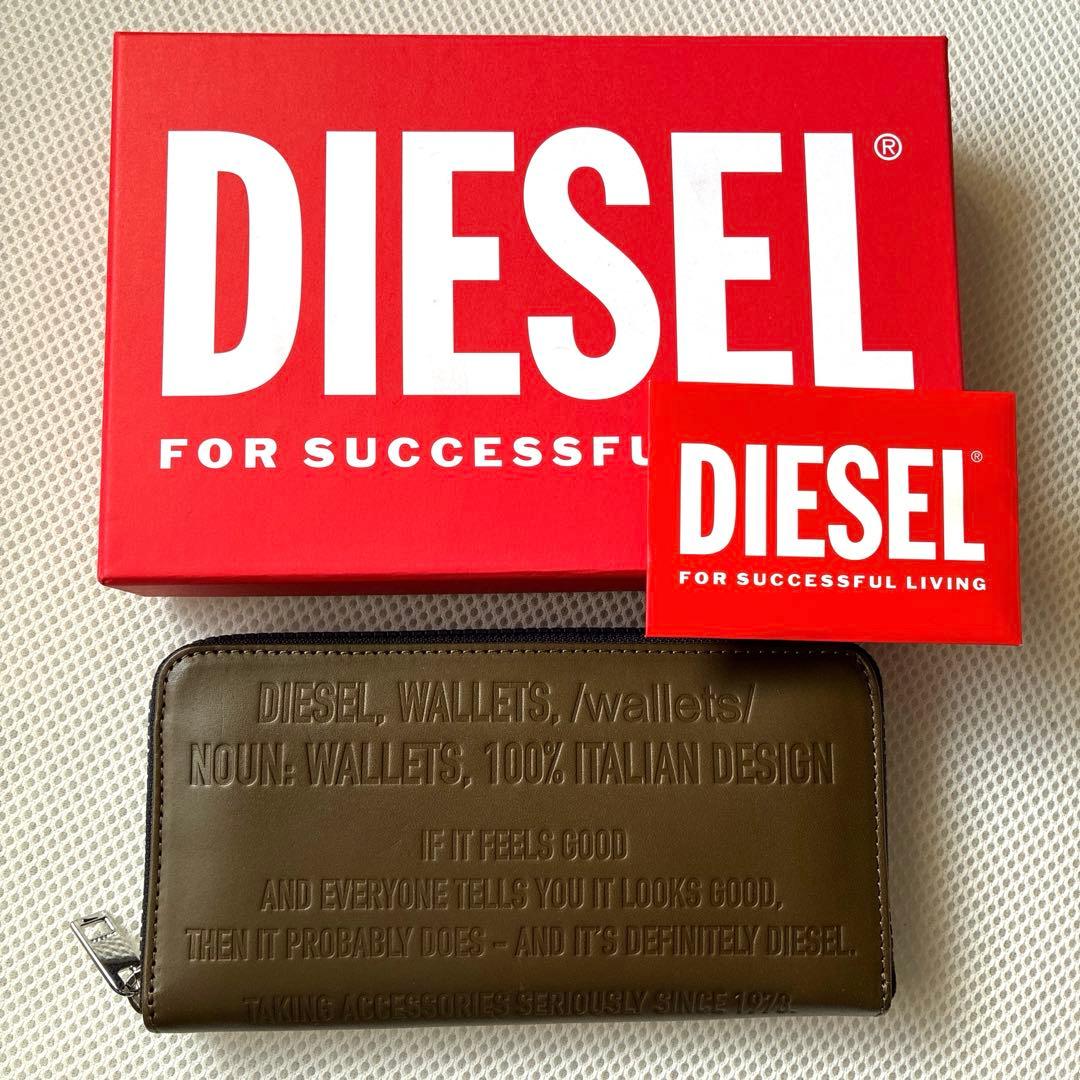 DIESEL®
FOR SUCCESSFU
DIESEL®
FOR SUCCESSFUL LIVING
DIESEL, WALLETS, /wallets/
NOUN: WALLETS, 100% ITALIAN DESIGN
IF IT FEELS GOOD
AND EVERYONE TELLS YOU IT LOOKS GOOD,
THEN IT PROBABLY DOES - AND IT'S DEFINITELY DIESEL.
TAKING ACCESSORIES SERIOUSLY SINCE 1978.